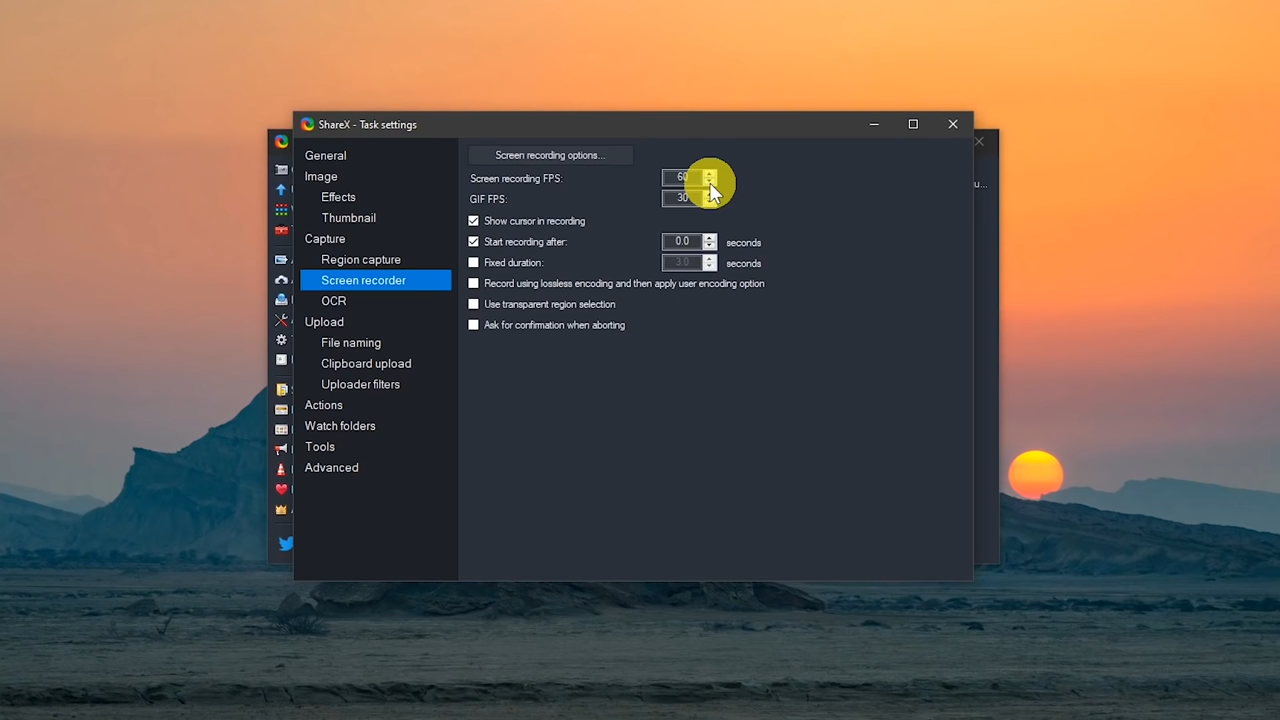 ShareX - Task settings
General
Image
Effects
Thumbnail
Capture
Region capture
Screen recorder
OCR
Upload
File naming
Clipboard upload
Uploader filters
Actions
Watch folders
Tools
Advanced
Screen recording options...
Screen recording FPS: 60
GIF FPS: 30
Show cursor in recording
Start recording after: 0.0 seconds
Fixed duration: 3.0 seconds
Record using lossless encoding and then apply user encoding option
Use transparent region selection
Ask for confirmation when aborting
u...